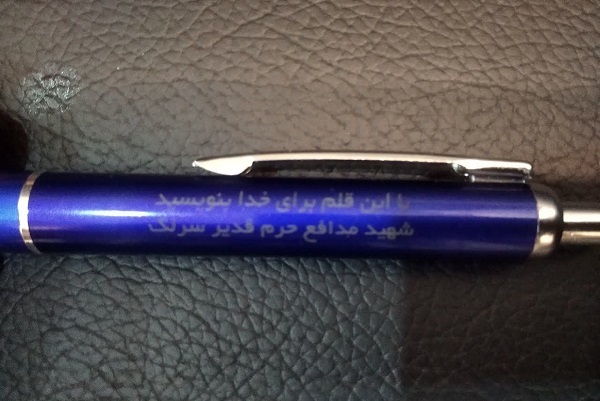 با این قلم برای خدا بنویسید
شهید مدافع حرم قدیر سرلک